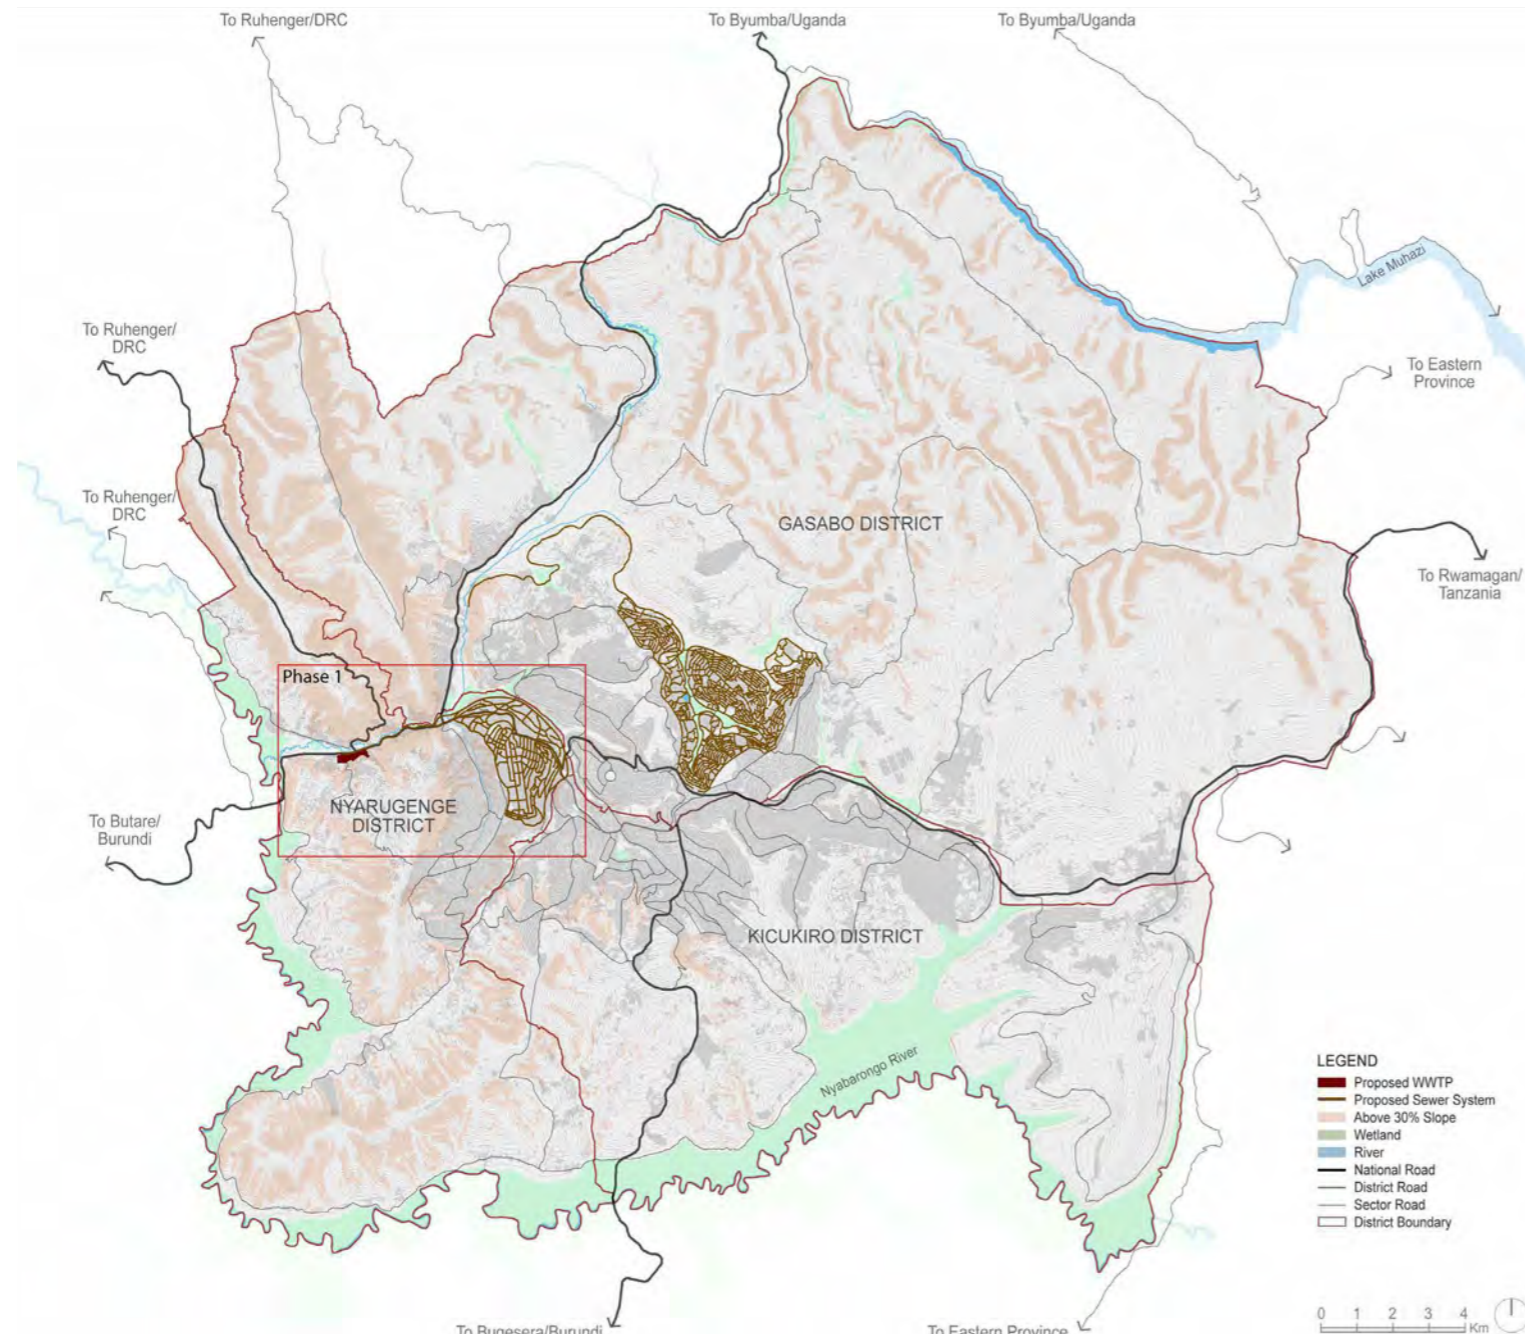 To Ruhenger/DRC
To Byumba/Uganda
To Byumba/Uganda
Lake Muhazi
To Ruhenger/
DRC
To Eastern
Province
To Ruhenger/
DRC
GASABO DISTRICT
To Rwamagan/
Tanzania
Phase 1
NYARUGENGE
DISTRICT
To Butare/
Burundi
KICUKIRO DISTRICT
Nyabarongo River
LEGEND
Proposed WWTP
Proposed Sewer System
Above 30% Slope
Wetland
River
National Road
District Road
Sector Road
District Boundary
0 1 2 3 4
Km
To Bugesera/Burundi
To Eastern Province